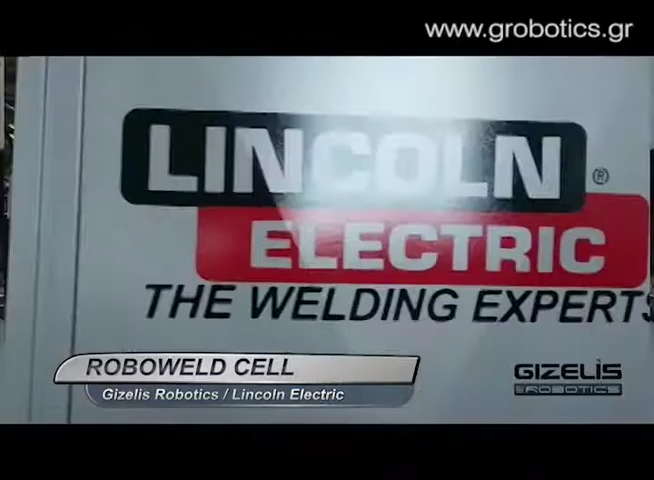 www.grobotics.gr
LINCOLN ®
ELECTRIC
THE WELDING EXPERTS
ROBOWELD CELL
Gizelis Robotics / Lincoln Electric
GIZELIS
ROBOTICS